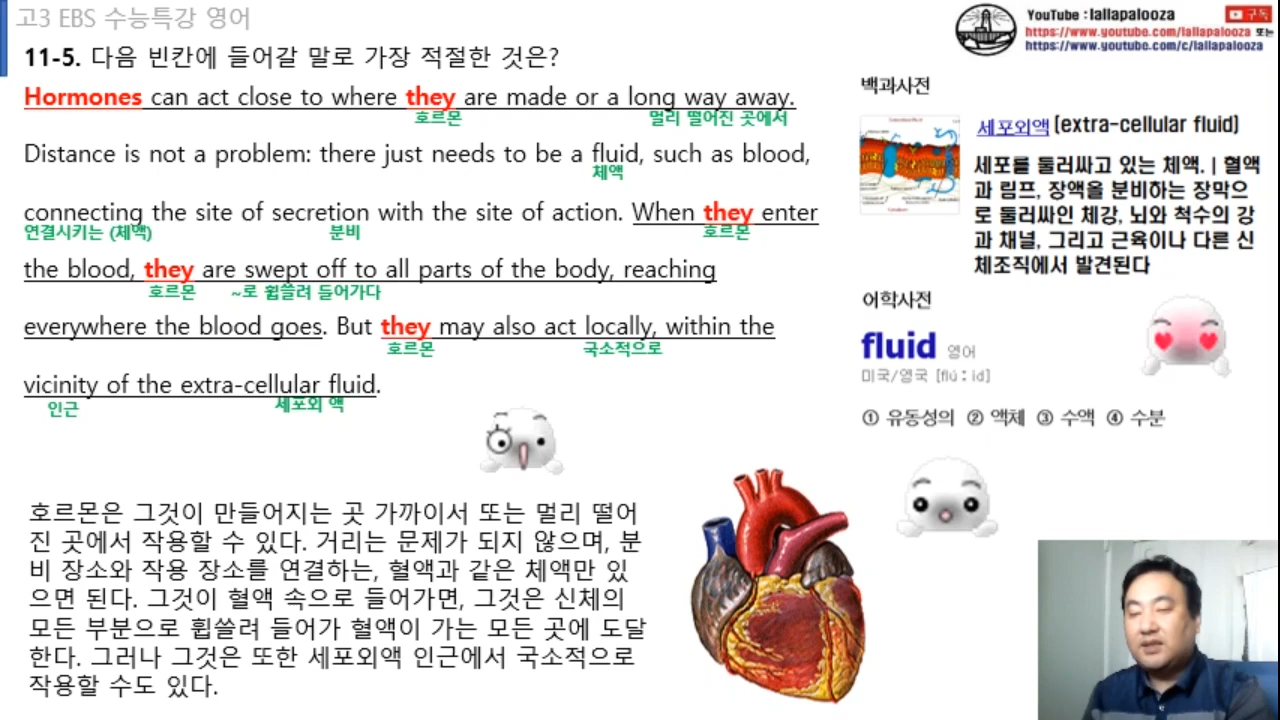 고3 EBS 수능특강 영어
11-5. 다음 빈칸에 들어갈 말로 가장 적절한 것은?
Hormones can act close to where they are made or a long way away.
호르몬 멀리 떨어진 곳에서
Distance is not a problem: there just needs to be a fluid, such as blood,
체액
connecting the site of secretion with the site of action. When they enter
연결시키는 (체액) 분비 호르몬
the blood, they are swept off to all parts of the body, reaching
호르몬 ~로 휩쓸려 들어가다
everywhere the blood goes. But they may also act locally, within the
호르몬 국소적으로
vicinity of the extra-cellular fluid.
인근 세포외 액
호르몬은 그것이 만들어지는 곳 가까이서 또는 멀리 떨어
진 곳에서 작용할 수 있다. 거리는 문제가 되지 않으며, 분
비 장소와 작용 장소를 연결하는, 혈액과 같은 체액만 있
으면 된다. 그것이 혈액 속으로 들어가면, 그것은 신체의
모든 부분으로 휩쓸려 들어가 혈액이 가는 모든 곳에 도달
한다. 그러나 그것은 또한 세포외액 인근에서 국소적으로
작용할 수도 있다.
YouTube : lallapalooza 구독
https://www.youtube.com/lallapalooza 또는
https://www.youtube.com/c/lallapalooza
백과사전
세포외액 (extra-cellular fluid)
세포를 둘러싸고 있는 체액. | 혈액
과 림프, 장액을 분비하는 장막으
로 둘러싸인 체강, 뇌와 척수의 강
과 채널, 그리고 근육이나 다른 신
체조직에서 발견된다
어학사전
fluid 영어
미국/영국 [flúːid]
① 유동성의 ② 액체 ③ 수액 ④ 수분